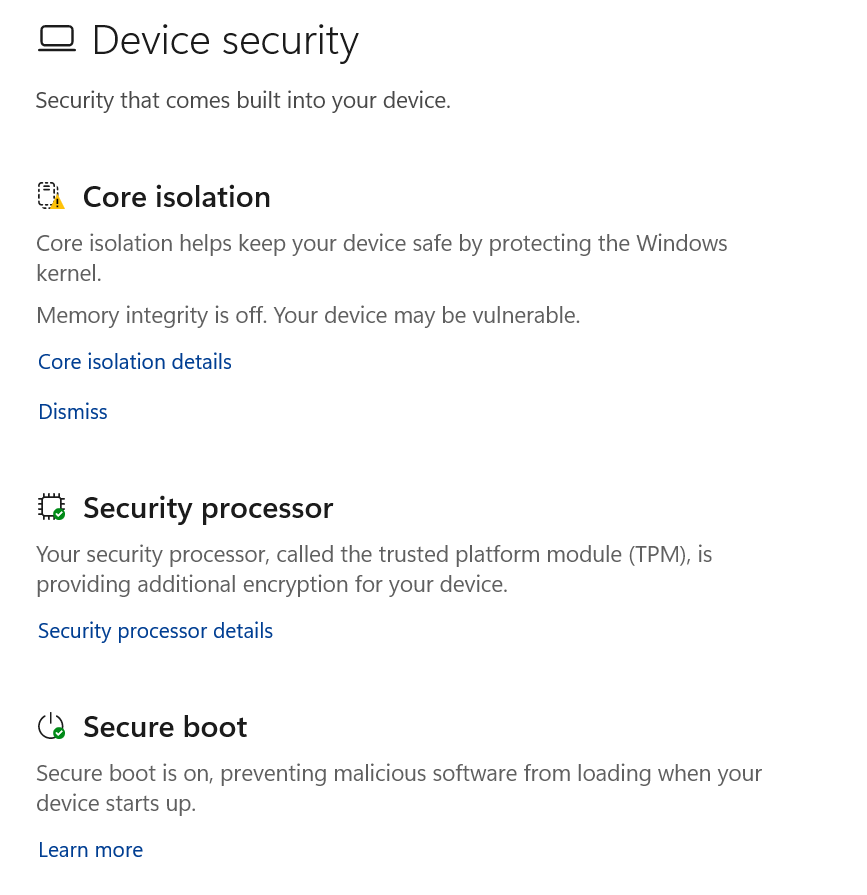 Device security
Security that comes built into your device.
Core isolation
Core isolation helps keep your device safe by protecting the Windows
kernel.
Memory integrity is off. Your device may be vulnerable.
Core isolation details
Dismiss
Security processor
Your security processor, called the trusted platform module (TPM), is
providing additional encryption for your device.
Security processor details
Secure boot
Secure boot is on, preventing malicious software from loading when your
device starts up.
Learn more